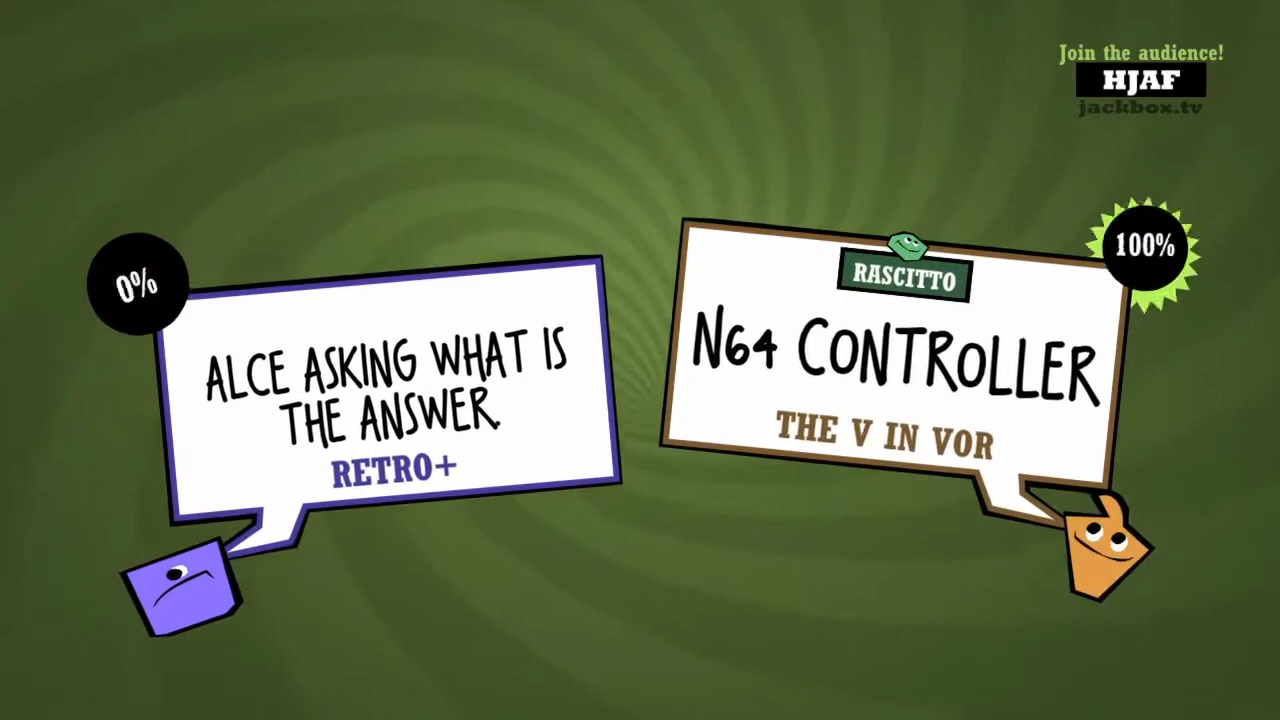 Join the audience!
HJAF
jackbox.tv
0%
ALCE ASKING WHAT IS
THE ANSWER.
RETRO+
100%
RASCITTO
N64 CONTROLLER
THE V IN VOR